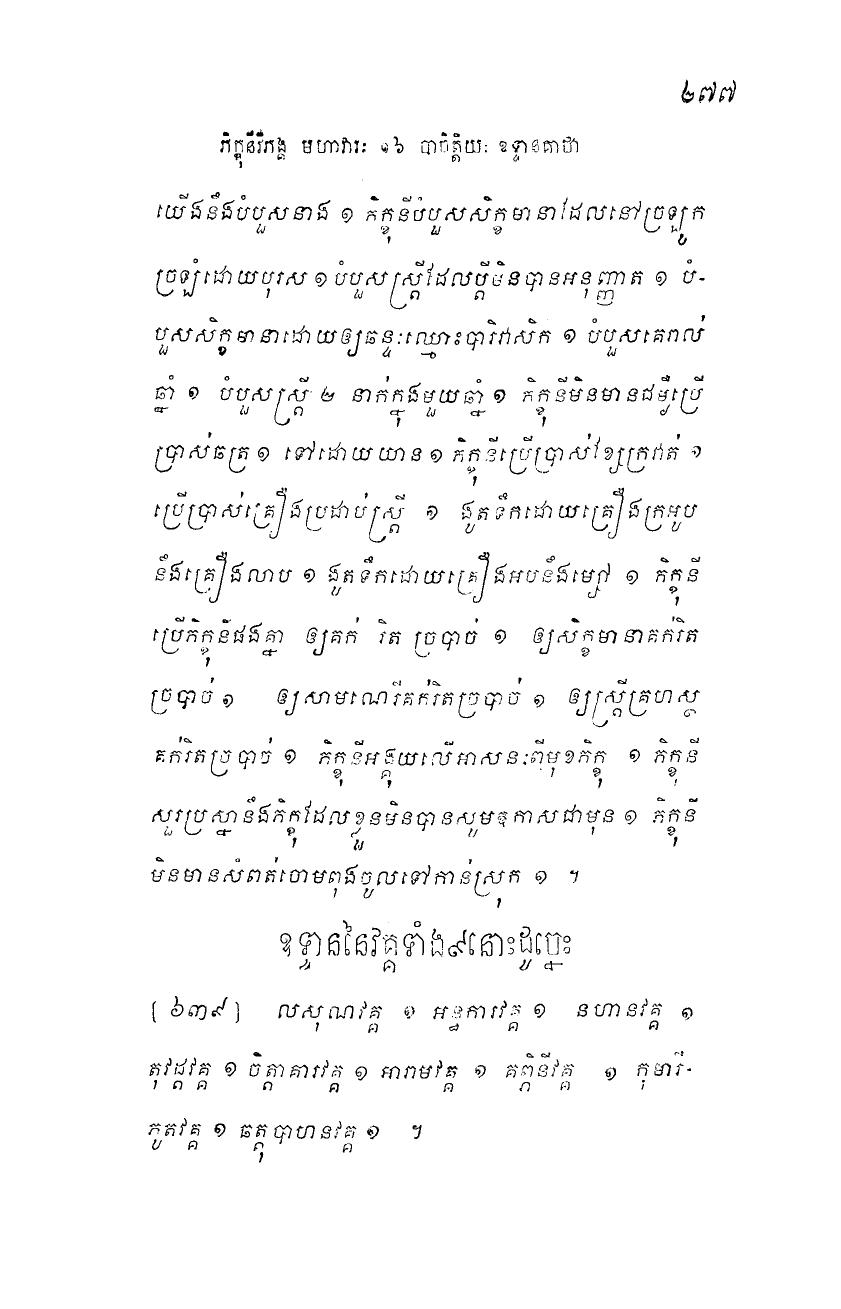 ២៧៧
ភិក្ខុនីវិភង្គ មហាវារៈ ១៦ បាចិត្តិយៈ ឧទ្ទានគាថា
យើងនឹងបំបួសនាង ១ ភិក្ខុនីបំបួសសិក្ខមានាដែលនៅច្រឡូក
ច្រឡំដោយបុរស ១ បំបួសស្ត្រីដែលប្តីមិនបានអនុញ្ញាត ១ បំ-
បួសសិក្ខមានាដោយឲ្យឆន្ទៈឈ្មោះបារិវាសិក ១ បំបួសគេរាល់
ឆ្នាំ ១ បំបួសស្ត្រី ២ នាក់ក្នុងមួយឆ្នាំ ១ ភិក្ខុនីមិនមានជម្ងឺប្រើ
ប្រាស់ឆត្រ ១ ទៅដោយយាន ១ ភិក្ខុនីប្រើប្រាស់ខ្សែក្រវាត់ ១
ប្រើប្រាស់គ្រឿងប្រដាប់ស្ត្រី ១ ងូតទឹកដោយគ្រឿងក្រអូប
នឹងគ្រឿងលាប ១ ងូតទឹកដោយគ្រឿងអបនឹងម្សៅ ១ ភិក្ខុនី
ប្រើភិក្ខុនីផងគ្នា ឲ្យគក់ រិត ច្របាច់ ១ ឲ្យសិក្ខមានាគក់រិត
ច្របាច់ ១ ឲ្យសាមណេរីគក់រិតច្របាច់ ១ ឲ្យស្ត្រីគ្រហស្ថ
គក់រិតច្របាច់ ១ ភិក្ខុនីអង្គុយលើអាសនៈពីមុខភិក្ខុ ១ ភិក្ខុនី
សួរប្រស្នានឹងភិក្ខុដែលខ្លួនមិនបានសូមឱកាសជាមុន ១ ភិក្ខុនី
មិនមានសំពត់ចោមពុងចូលទៅកាន់ស្រុក ១ ។
ឧទ្ទាននៃវគ្គទាំង៩នោះដូច្នេះ
[ ៦៣៩ ] លសុណវគ្គ ១ អន្ធការវគ្គ ១ នហានវគ្គ ១
តុវដ្តវគ្គ ១ ចិត្តាគារវគ្គ ១ អារាមវគ្គ ១ គព្ភិនីវគ្គ ១ កុមារី-
ភូតវគ្គ ១ ឆត្តុបាហនវគ្គ ១ ។